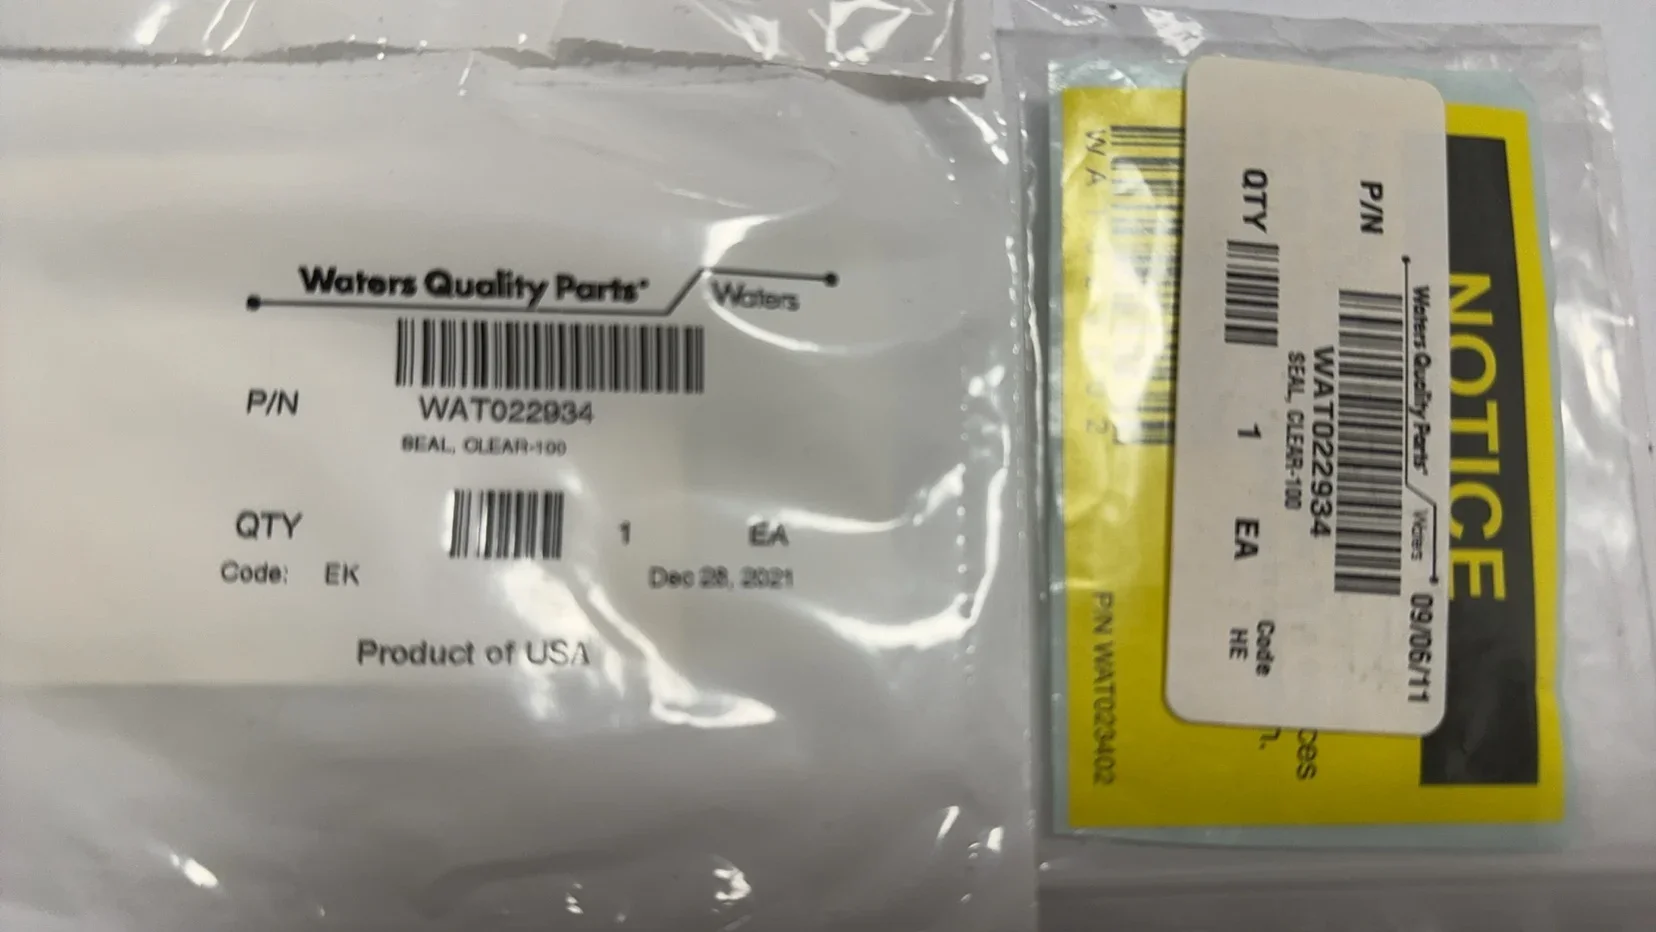 Waters Quality Parts
Waters
P/N
WAT022934
SEAL, CLEAR-100
QTY 1 EA
Code: EK Dec 28, 2021
Product of USA
NOTICE
Waters Quality Parts
Waters
09/06/11
P/N
WAT022934
SEAL, CLEAR-100
QTY 1 EA
Code
HE
P/N WAT023402